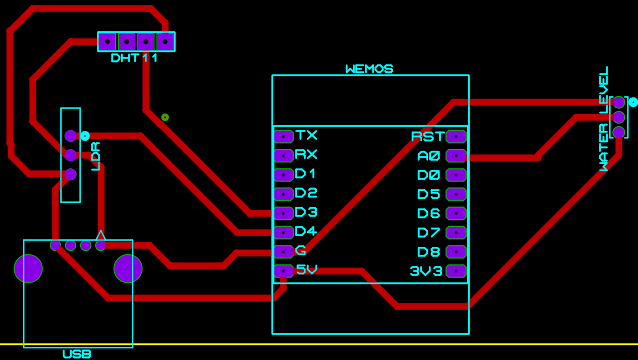 WEMOS
DHT11
TX RST
RX A0
D1 D0
D2 D5
D3 D6
D4 D7
G D8
5V 3V3
LDR
WATER LEVEL
USB